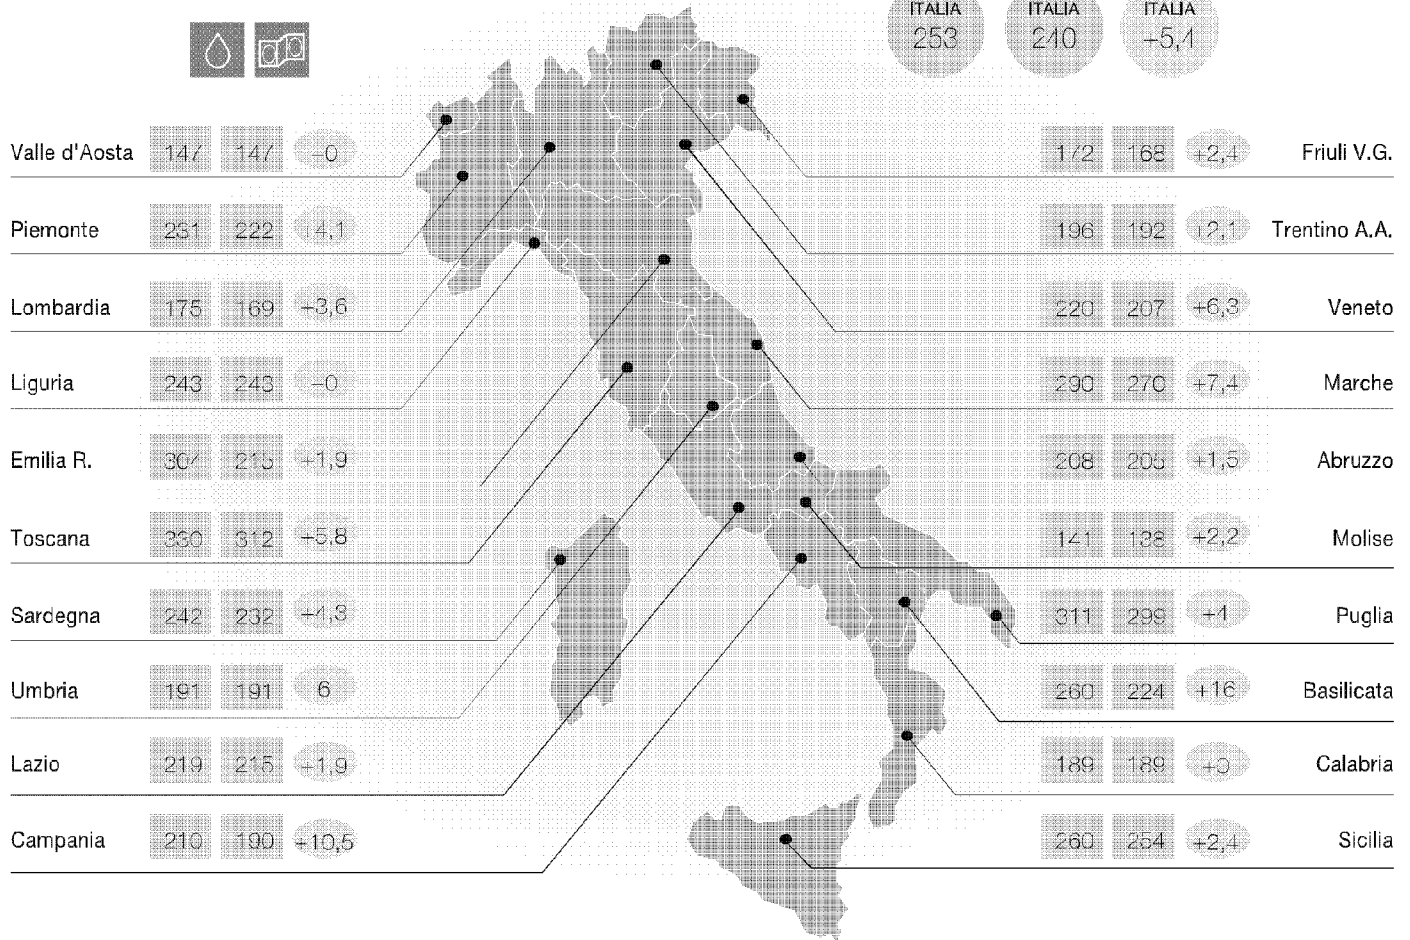 ITALIA ITALIA ITALIA
253 240 +5,4
Valle d'Aosta 147 147 +0
Piemonte 231 222 +4,1
Lombardia 175 169 +3,6
Liguria 243 243 +0
Emilia R. 215 +1,9
Toscana 330 312 +5,8
Sardegna 242 232 +4,3
Umbria 191 191 6
Lazio 219 215 +1,9
Campania 210 190 +10,5
172 168 +2,4 Friuli V.G.
196 192 +2,1 Trentino A.A.
220 207 +6,3 Veneto
290 270 +7,4 Marche
208 205 +1,5 Abruzzo
141 138 +2,2 Molise
311 299 +4 Puglia
260 224 +16 Basilicata
189 189 +0 Calabria
260 254 +2,4 Sicilia